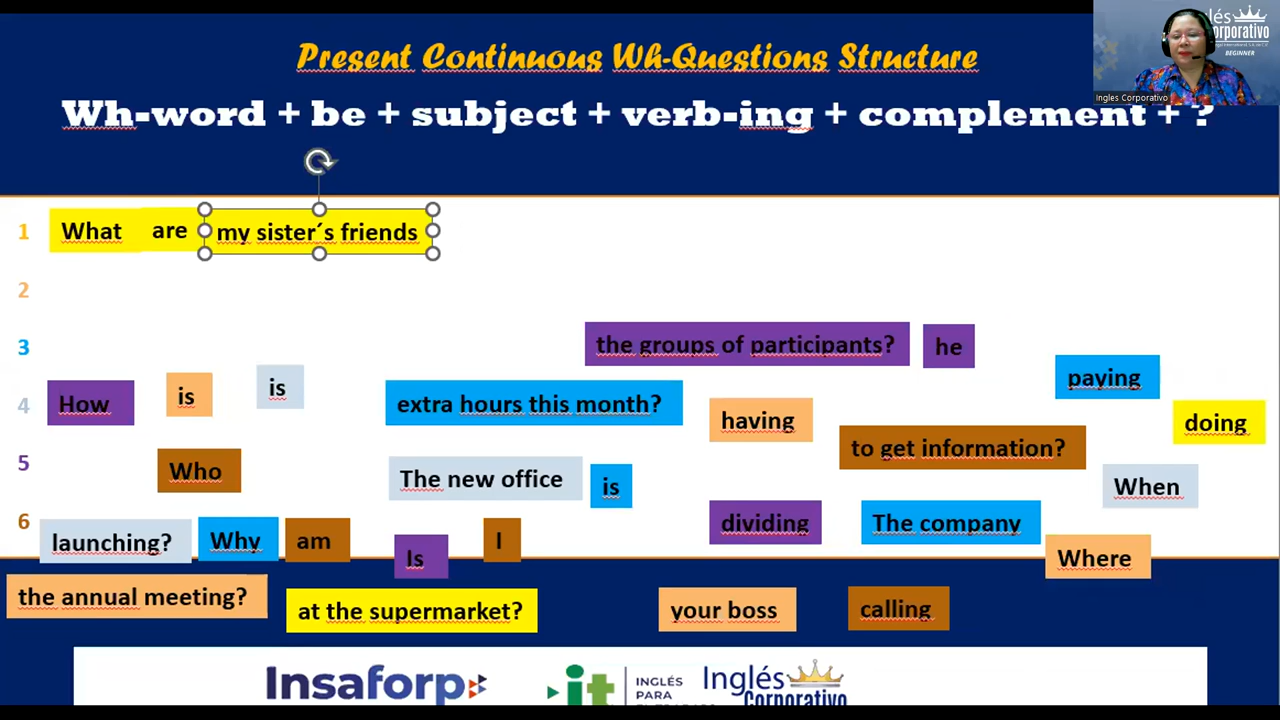 Present Continuous Wh-Questions Structure
Wh-word + be + subject + verb-ing + complement + ?
Ingles Corporativo
lés
Corporativo
BEGINNER
1 What are my sister´s friends
2
3 the groups of participants? he
paying
4 How is is extra hours this month? having doing
to get information?
5 Who The new office is When
6 launching? Why am Is I dividing The company Where
the annual meeting? at the supermarket? your boss calling
Insaforp it INGLÉS PARA Inglés Corporativo